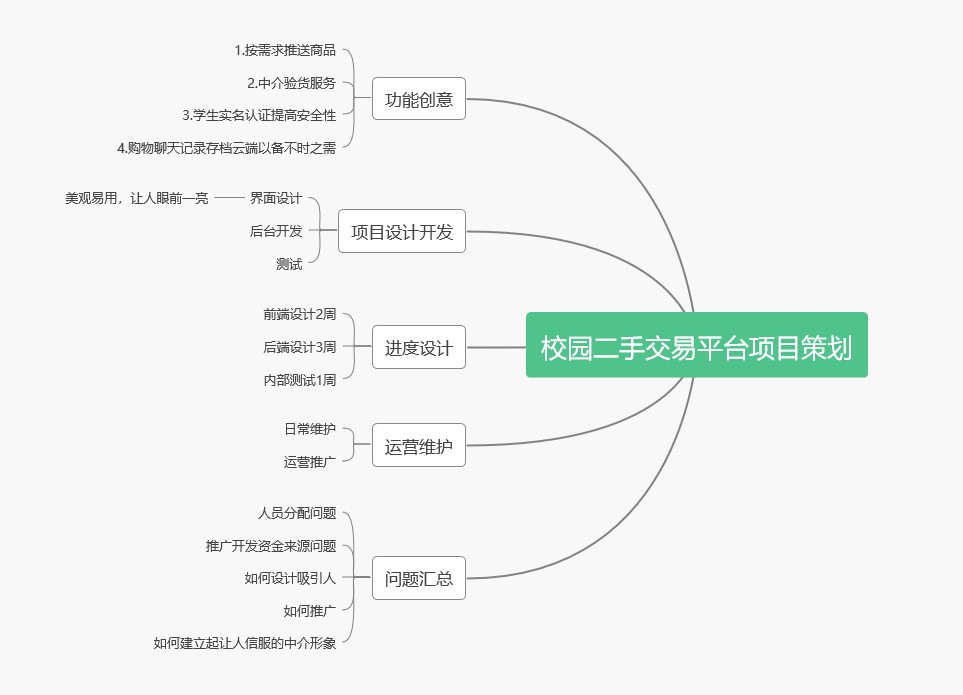 校园二手交易平台项目策划
功能创意
1.按需求推送商品
2.中介验货服务
3.学生实名认证提高安全性
4.购物聊天记录存档云端以备不时之需
项目设计开发
界面设计
美观易用，让人眼前一亮
后台开发
测试
进度设计
前端设计2周
后端设计3周
内部测试1周
运营维护
日常维护
运营推广
问题汇总
人员分配问题
推广开发资金来源问题
如何设计吸引人
如何推广
如何建立起让人信服的中介形象